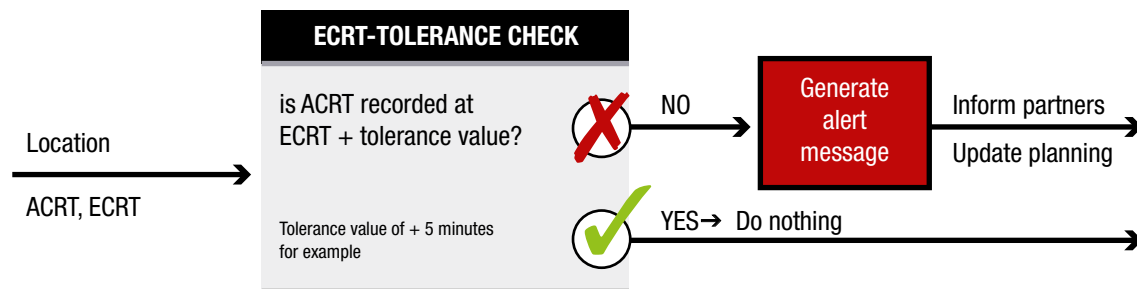 ECRT-TOLERANCE CHECK
Location
ACRT, ECRT
is ACRT recorded at
ECRT + tolerance value?
Tolerance value of + 5 minutes
for example
NO
Generate
alert
message
Inform partners
Update planning
YES→ Do nothing